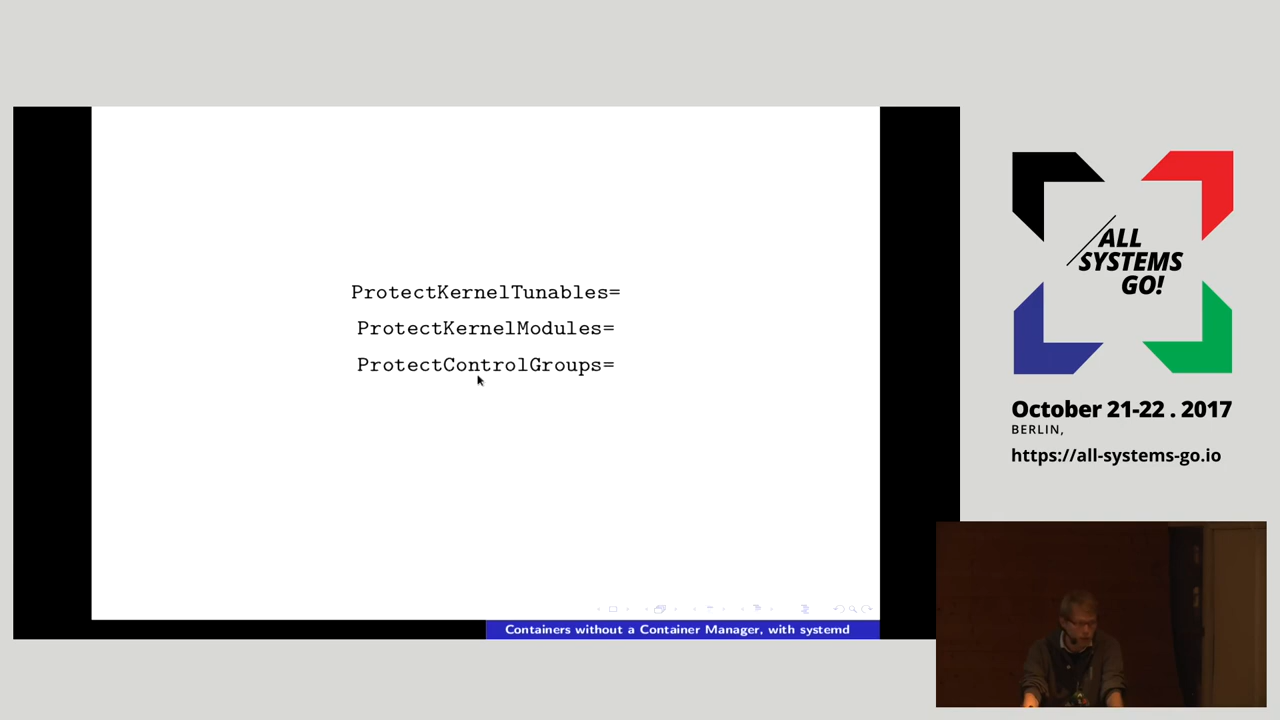 ProtectKernelTunables=
ProtectKernelModules=
ProtectControlGroups=
Containers without a Container Manager, with systemd
ALL
SYSTEMS
GO!
October 21-22 . 2017
BERLIN,
https://all-systems-go.io